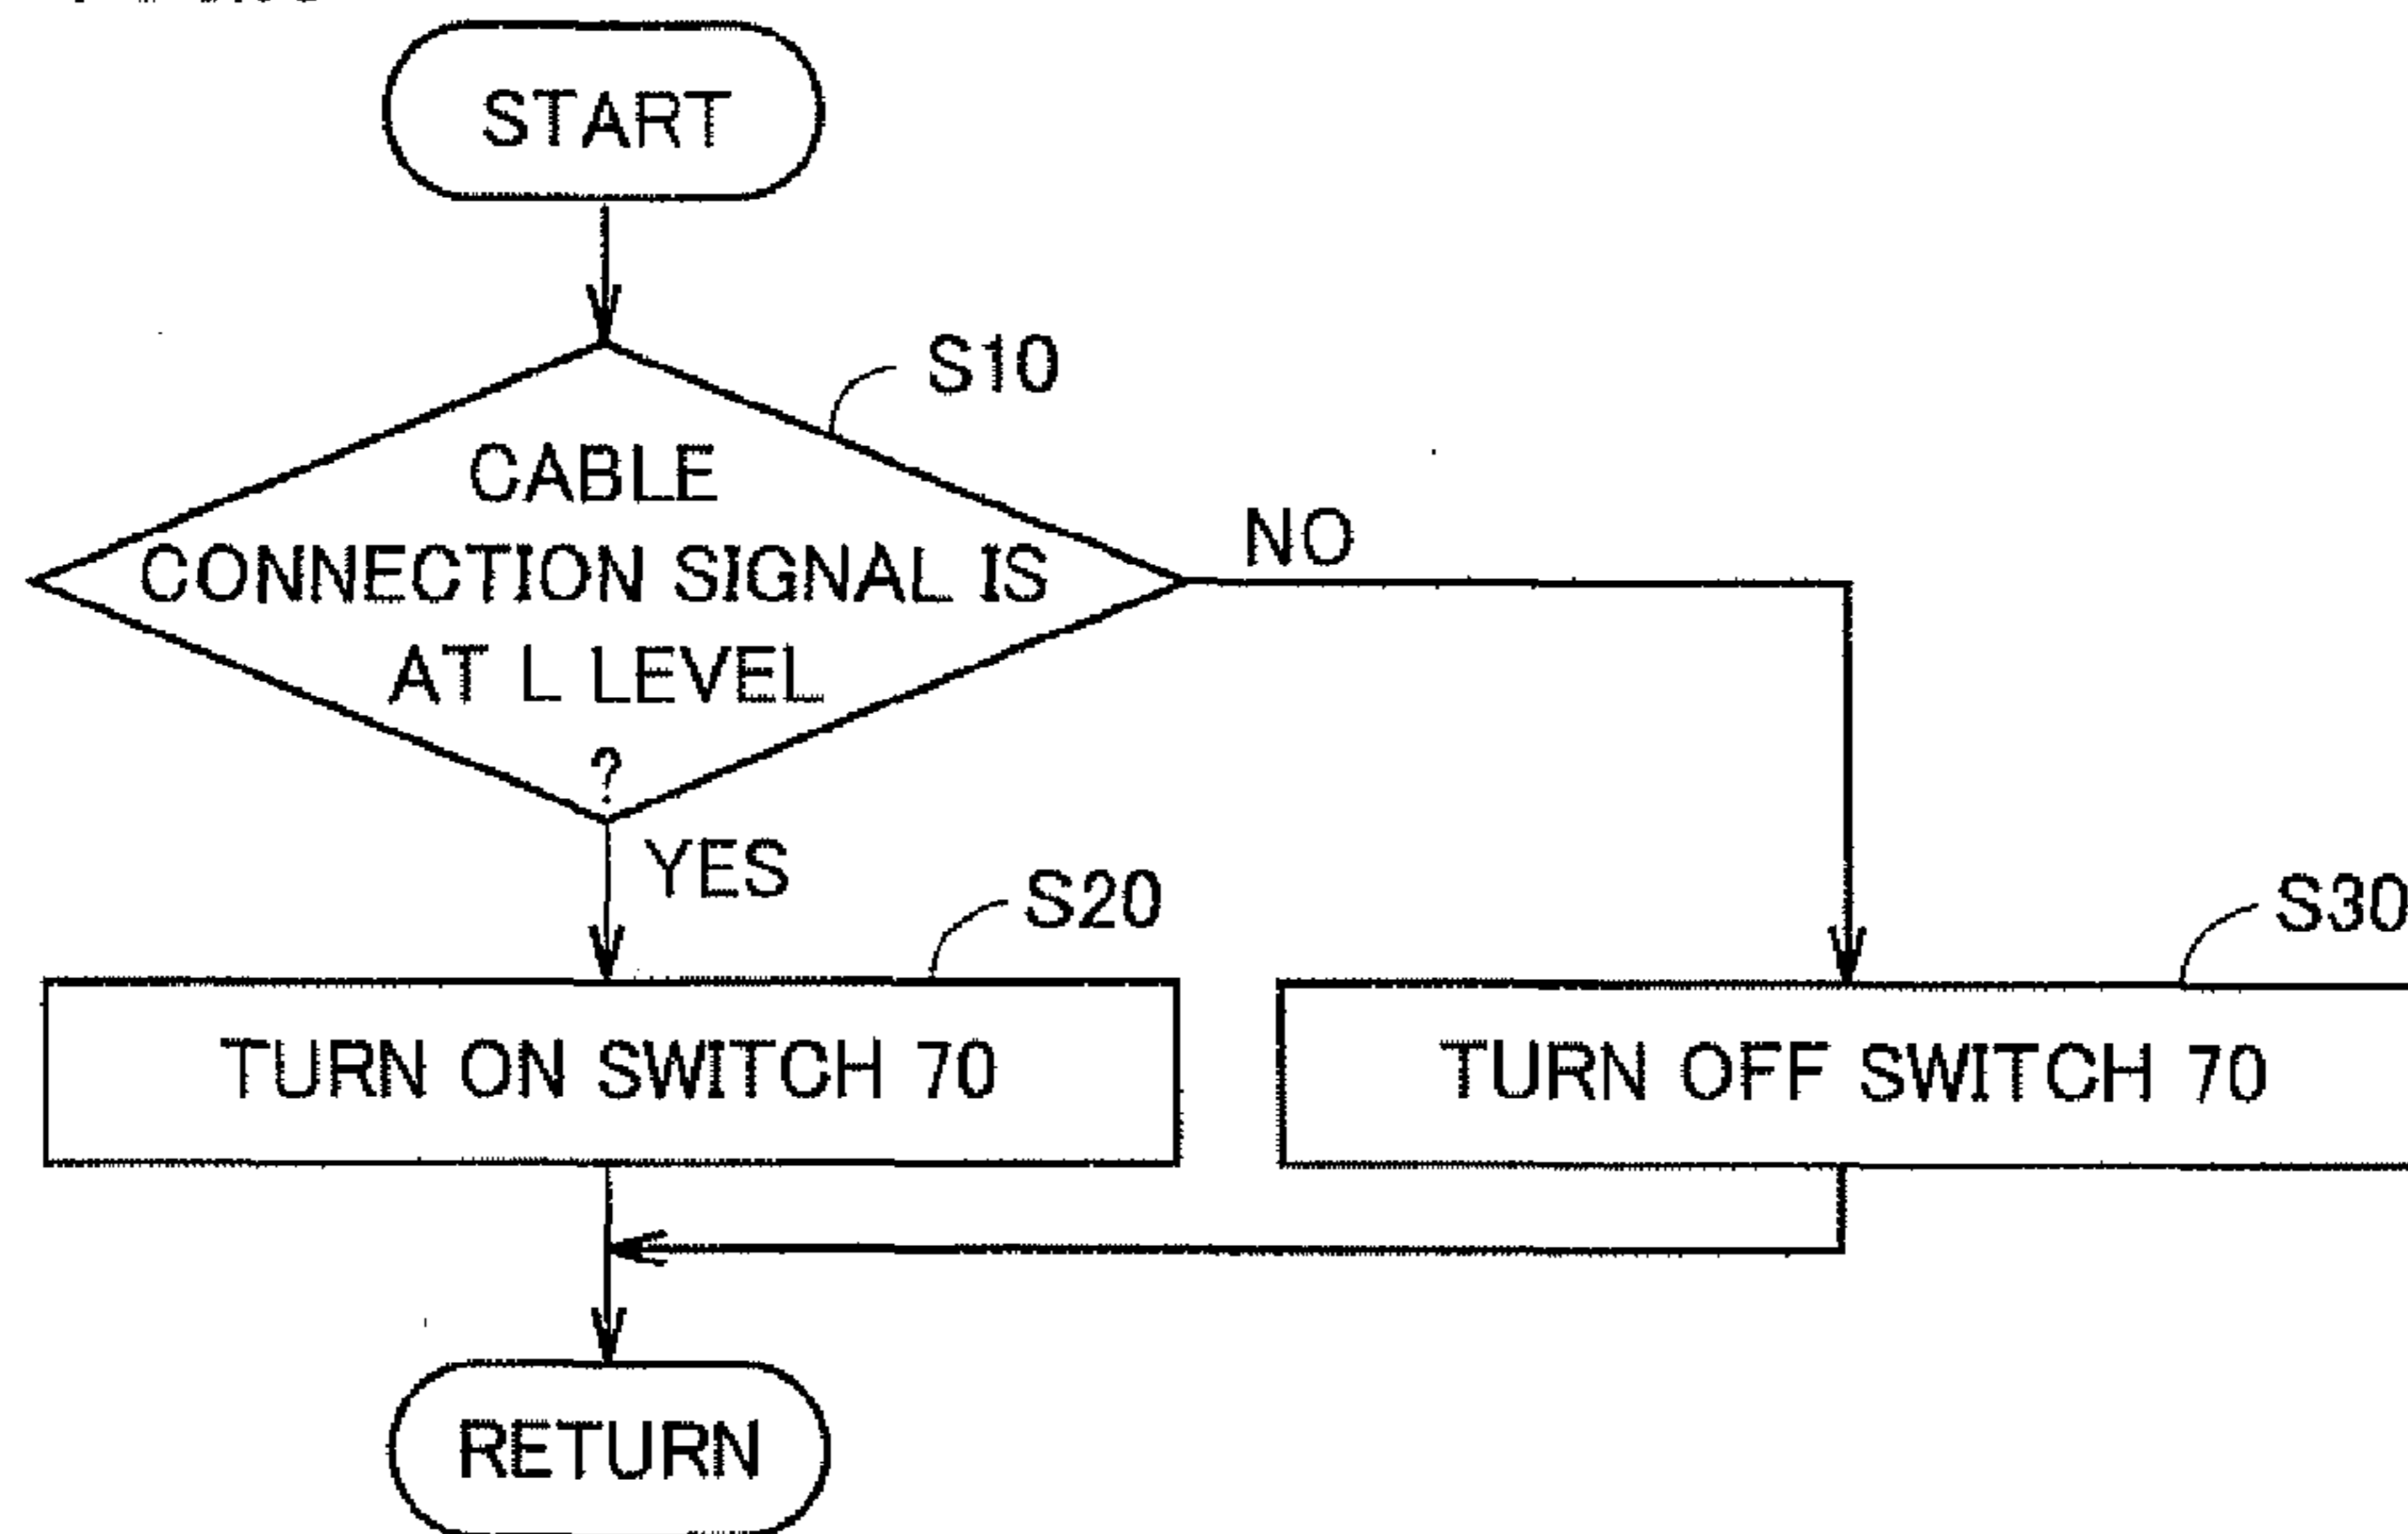 START
S10
CABLE
CONNECTION SIGNAL IS
AT L LEVEL
?
NO
YES
S20
S30
TURN ON SWITCH 70
TURN OFF SWITCH 70
RETURN